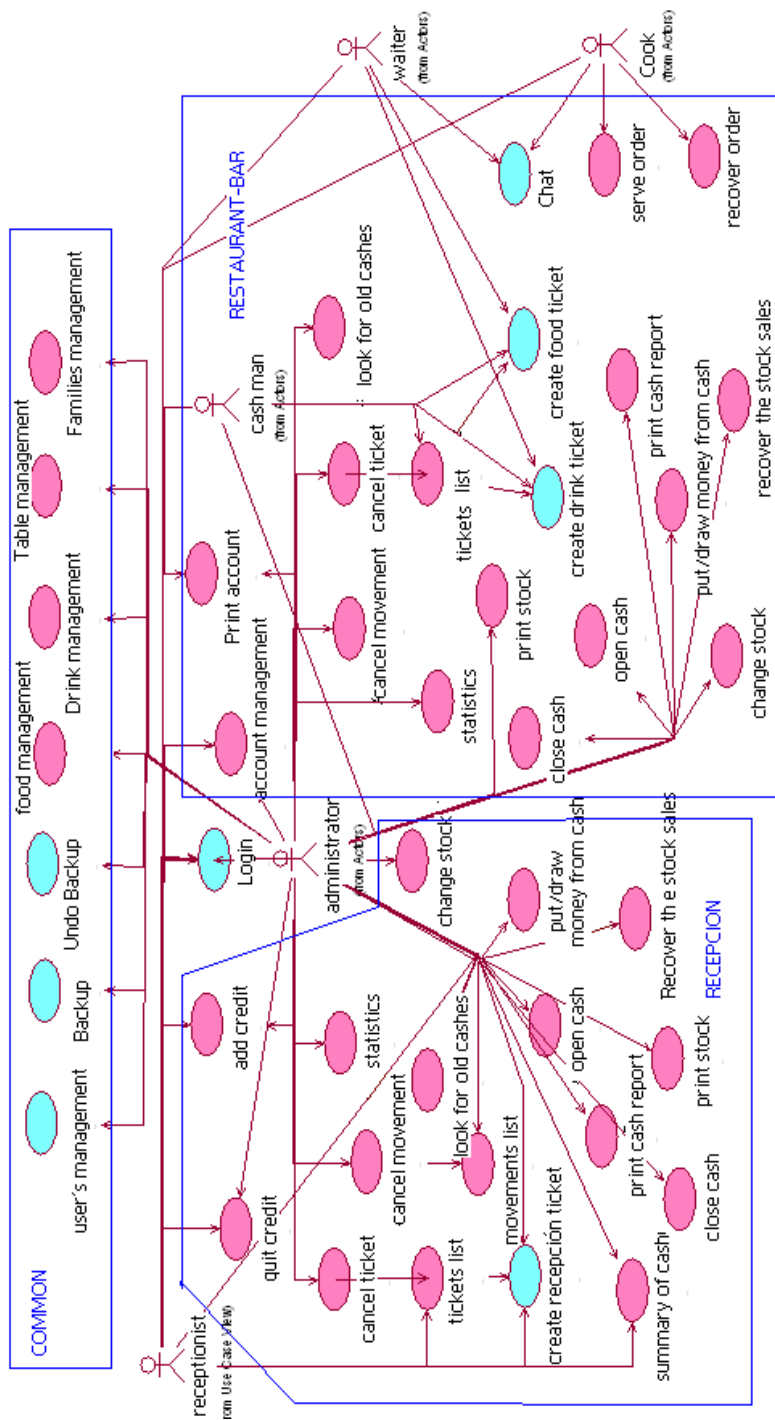 COMMON
user's management
Backup
Undo Backup
food management
Drink management
Table management
Families management
receptionist
rom Use Case View)
quit credit
add credit
Login
account management
Print account
cash man
(from Actors)
RESTAURANT-BAR
waiter
(from Actors)
Cook
(from Actors)
administrator
(from Actors)
cancel ticket
tickets list
create recepción ticket
summary of cash
cancel movement
look for old cashes
movements list
statistics
change stock
put/draw
money from cash
Recover the stock sales
open cash
print cash report
close cash
print stock
RECEPCION
cancel movement
statistics
print stock
close cash
open cash
change stock
cancel ticket
tickets list
look for old cashes
create drink ticket
create food ticket
print cash report
put/draw money from cash
recover the stock sales
Chat
serve order
recover order